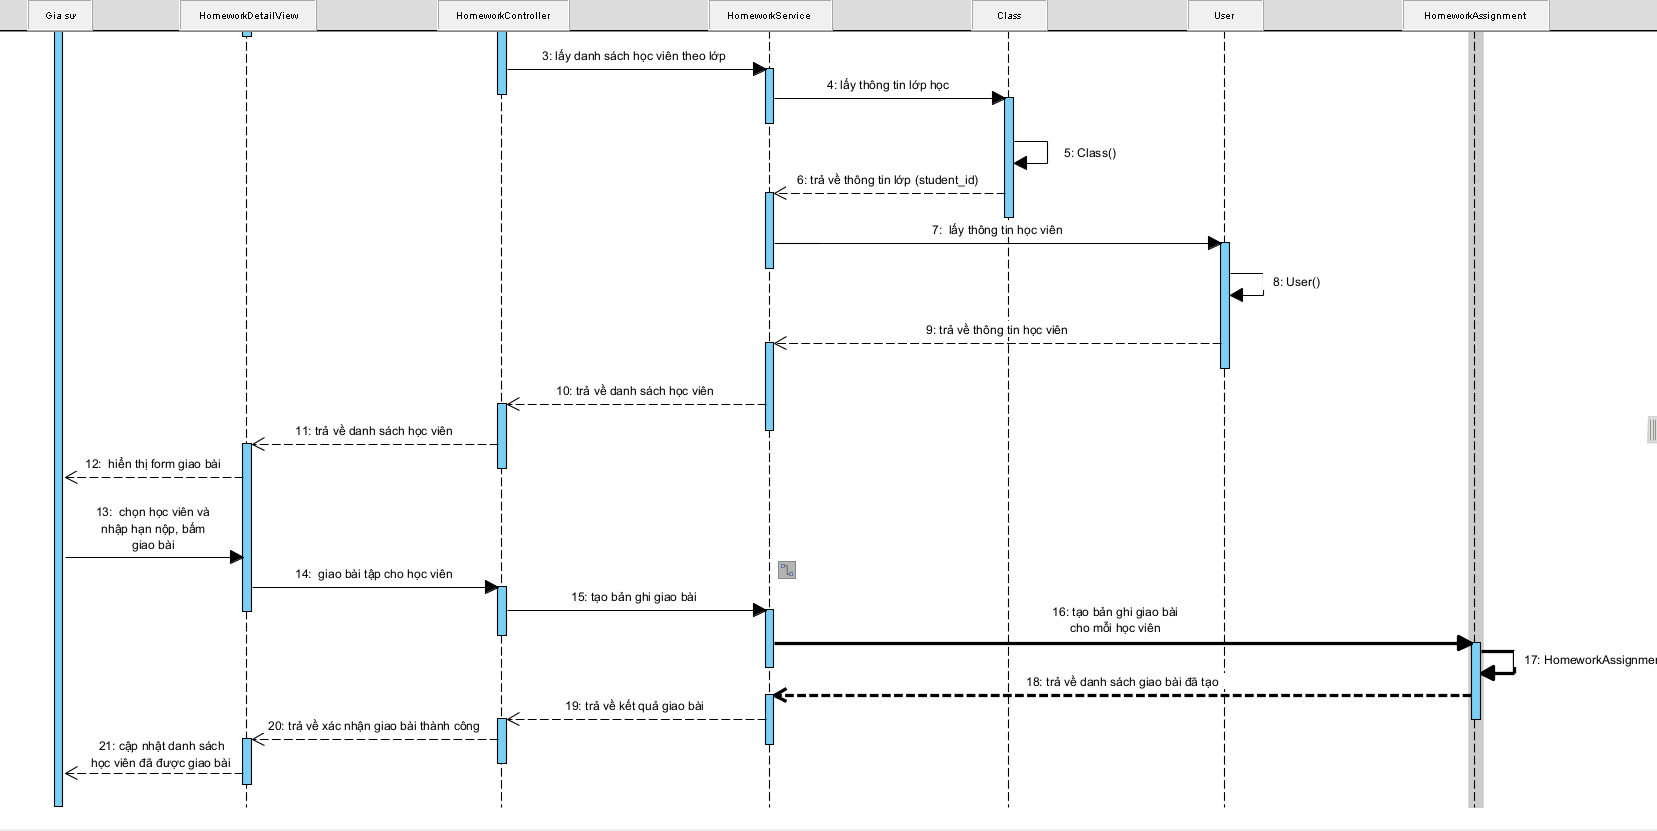 Gia sư
HomeworkDetailView
HomeworkController
HomeworkService
Class
User
HomeworkAssignment
3: lấy danh sách học viên theo lớp
4: lấy thông tin lớp học
5: Class()
6: trả về thông tin lớp (student_id)
7: lấy thông tin học viên
8: User()
9: trả về thông tin học viên
10: trả về danh sách học viên
11: trả về danh sách học viên
12: hiển thị form giao bài
13: chọn học viên và
nhập hạn nộp, bấm
giao bài
14: giao bài tập cho học viên
15: tạo bản ghi giao bài
16: tạo bản ghi giao bài
cho mỗi học viên
17: HomeworkAssignme
18: trả về danh sách giao bài đã tạo
19: trả về kết quả giao bài
20: trả về xác nhận giao bài thành công
21: cập nhật danh sách
học viên đã được giao bài